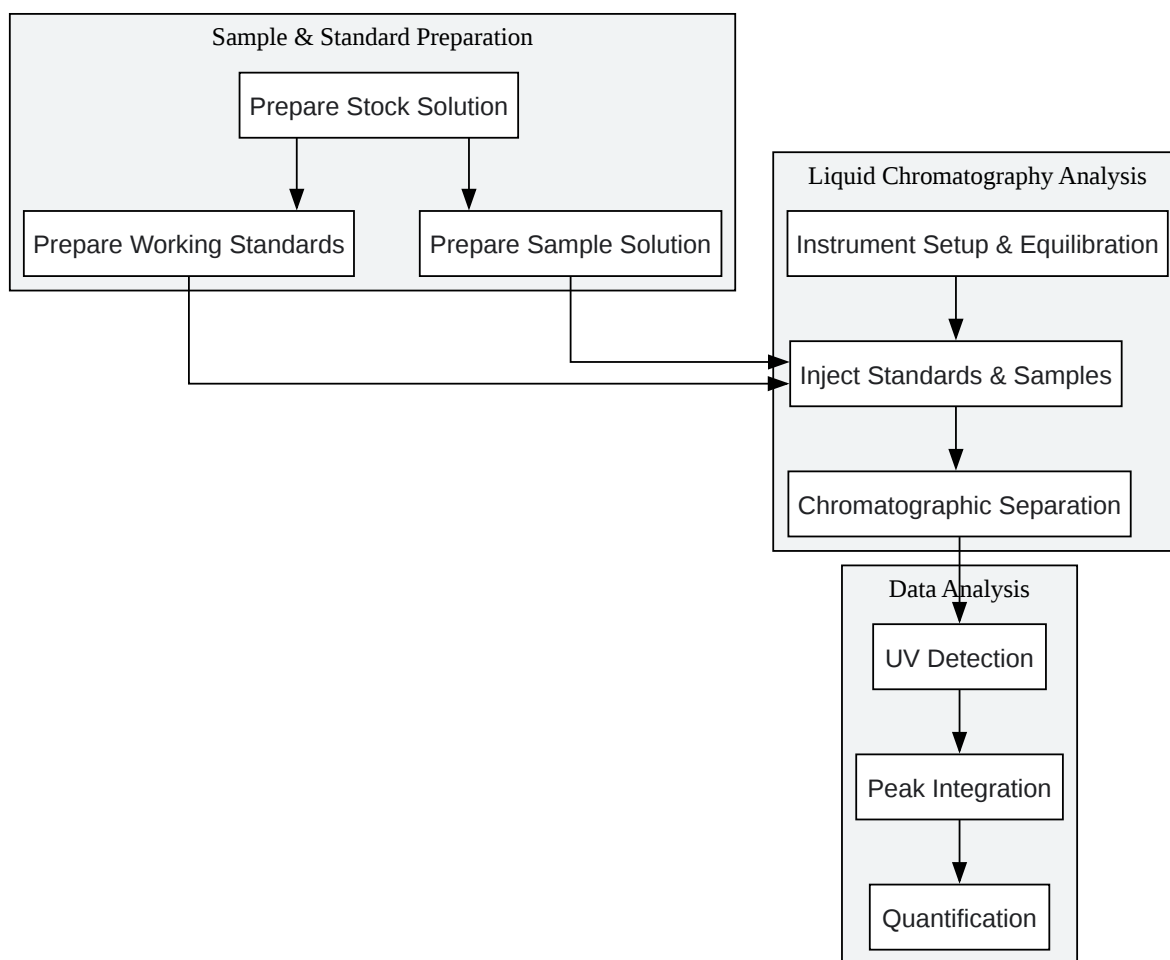 Sample & Standard Preparation
Prepare Stock Solution
Prepare Working Standards
Prepare Sample Solution
Liquid Chromatography Analysis
Instrument Setup & Equilibration
Inject Standards & Samples
Chromatographic Separation
Data Analysis
UV Detection
Peak Integration
Quantification